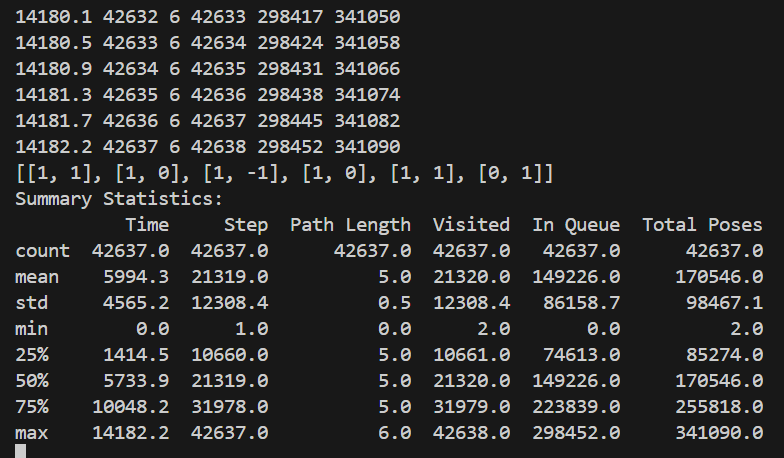 14180.1 42632 6 42633 298417 341050
14180.5 42633 6 42634 298424 341058
14180.9 42634 6 42635 298431 341066
14181.3 42635 6 42636 298438 341074
14181.7 42636 6 42637 298445 341082
14182.2 42637 6 42638 298452 341090
[[1, 1], [1, 0], [1, -1], [1, 0], [1, 1], [0, 1]]
Summary Statistics:
Time Step Path Length Visited In Queue Total Poses
count 42637.0 42637.0 42637.0 42637.0 42637.0 42637.0
mean 5994.3 21319.0 5.0 21320.0 149226.0 170546.0
std 4565.2 12308.4 0.5 12308.4 86158.7 98467.1
min 0.0 1.0 0.0 2.0 0.0 2.0
25% 1414.5 10660.0 5.0 10661.0 74613.0 85274.0
50% 5733.9 21319.0 5.0 21320.0 149226.0 170546.0
75% 10048.2 31978.0 5.0 31979.0 223839.0 255818.0
max 14182.2 42637.0 6.0 42638.0 298452.0 341090.0